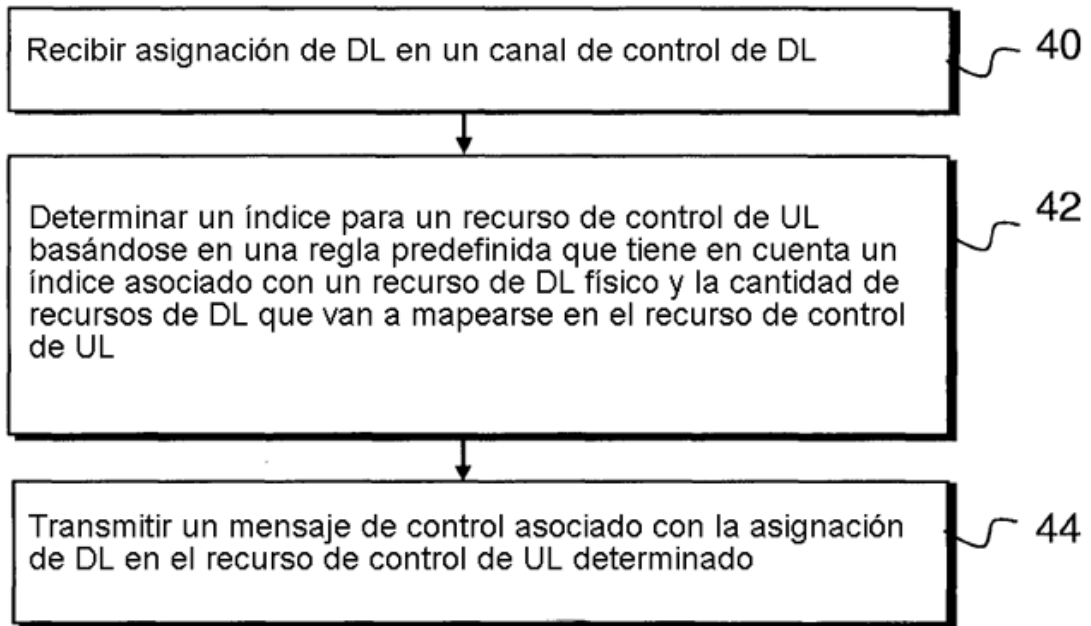 Recibir asignación de DL en un canal de control de DL
40
Determinar un índice para un recurso de control de UL
basándose en una regla predefinida que tiene en cuenta un
índice asociado con un recurso de DL físico y la cantidad de
recursos de DL que van a mapearse en el recurso de control
de UL
42
Transmitir un mensaje de control asociado con la asignación
de DL en el recurso de control de UL determinado
44